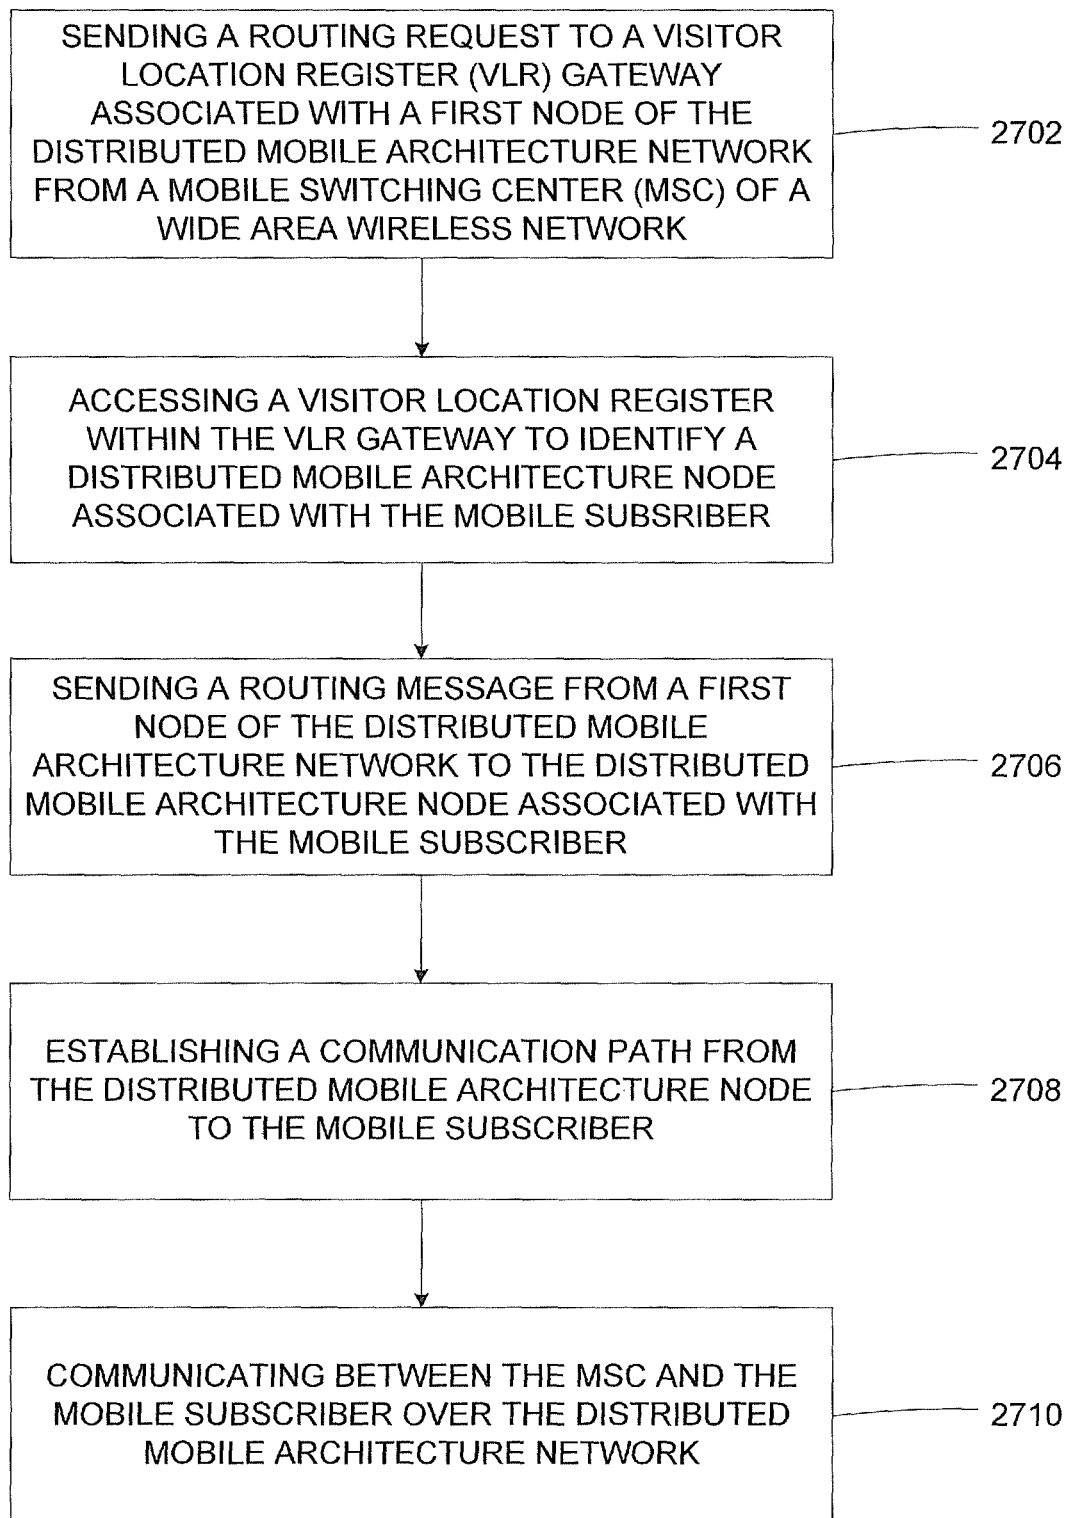 SENDING A ROUTING REQUEST TO A VISITOR
LOCATION REGISTER (VLR) GATEWAY
ASSOCIATED WITH A FIRST NODE OF THE
DISTRIBUTED MOBILE ARCHITECTURE NETWORK
FROM A MOBILE SWITCHING CENTER (MSC) OF A
WIDE AREA WIRELESS NETWORK
2702
ACCESSING A VISITOR LOCATION REGISTER
WITHIN THE VLR GATEWAY TO IDENTIFY A
DISTRIBUTED MOBILE ARCHITECTURE NODE
ASSOCIATED WITH THE MOBILE SUBSRIBER
2704
SENDING A ROUTING MESSAGE FROM A FIRST
NODE OF THE DISTRIBUTED MOBILE
ARCHITECTURE NETWORK TO THE DISTRIBUTED
MOBILE ARCHITECTURE NODE ASSOCIATED WITH
THE MOBILE SUBSCRIBER
2706
ESTABLISHING A COMMUNICATION PATH FROM
THE DISTRIBUTED MOBILE ARCHITECTURE NODE
TO THE MOBILE SUBSCRIBER
2708
COMMUNICATING BETWEEN THE MSC AND THE
MOBILE SUBSCRIBER OVER THE DISTRIBUTED
MOBILE ARCHITECTURE NETWORK
2710